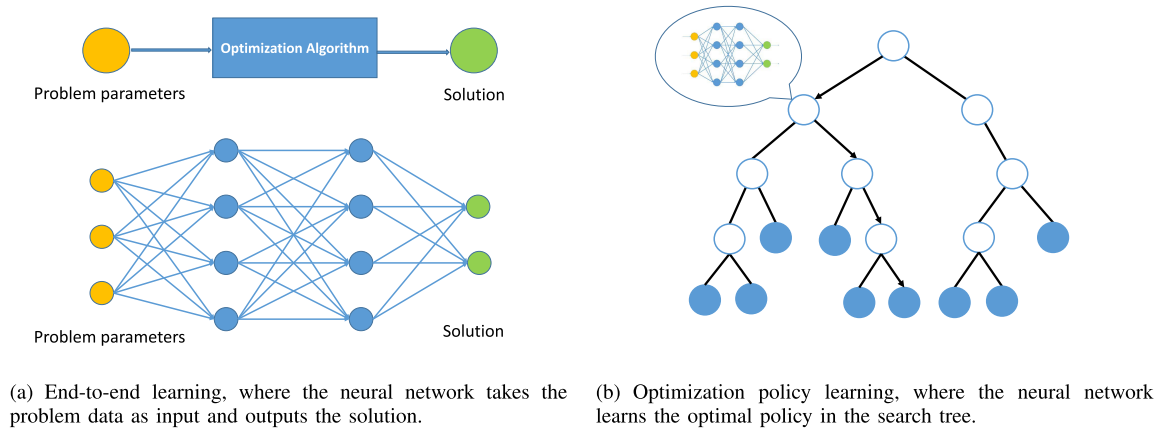 Optimization Algorithm
Problem parameters
Solution
Problem parameters
Solution
(a) End-to-end learning, where the neural network takes the
problem data as input and outputs the solution.
(b) Optimization policy learning, where the neural network
learns the optimal policy in the search tree.